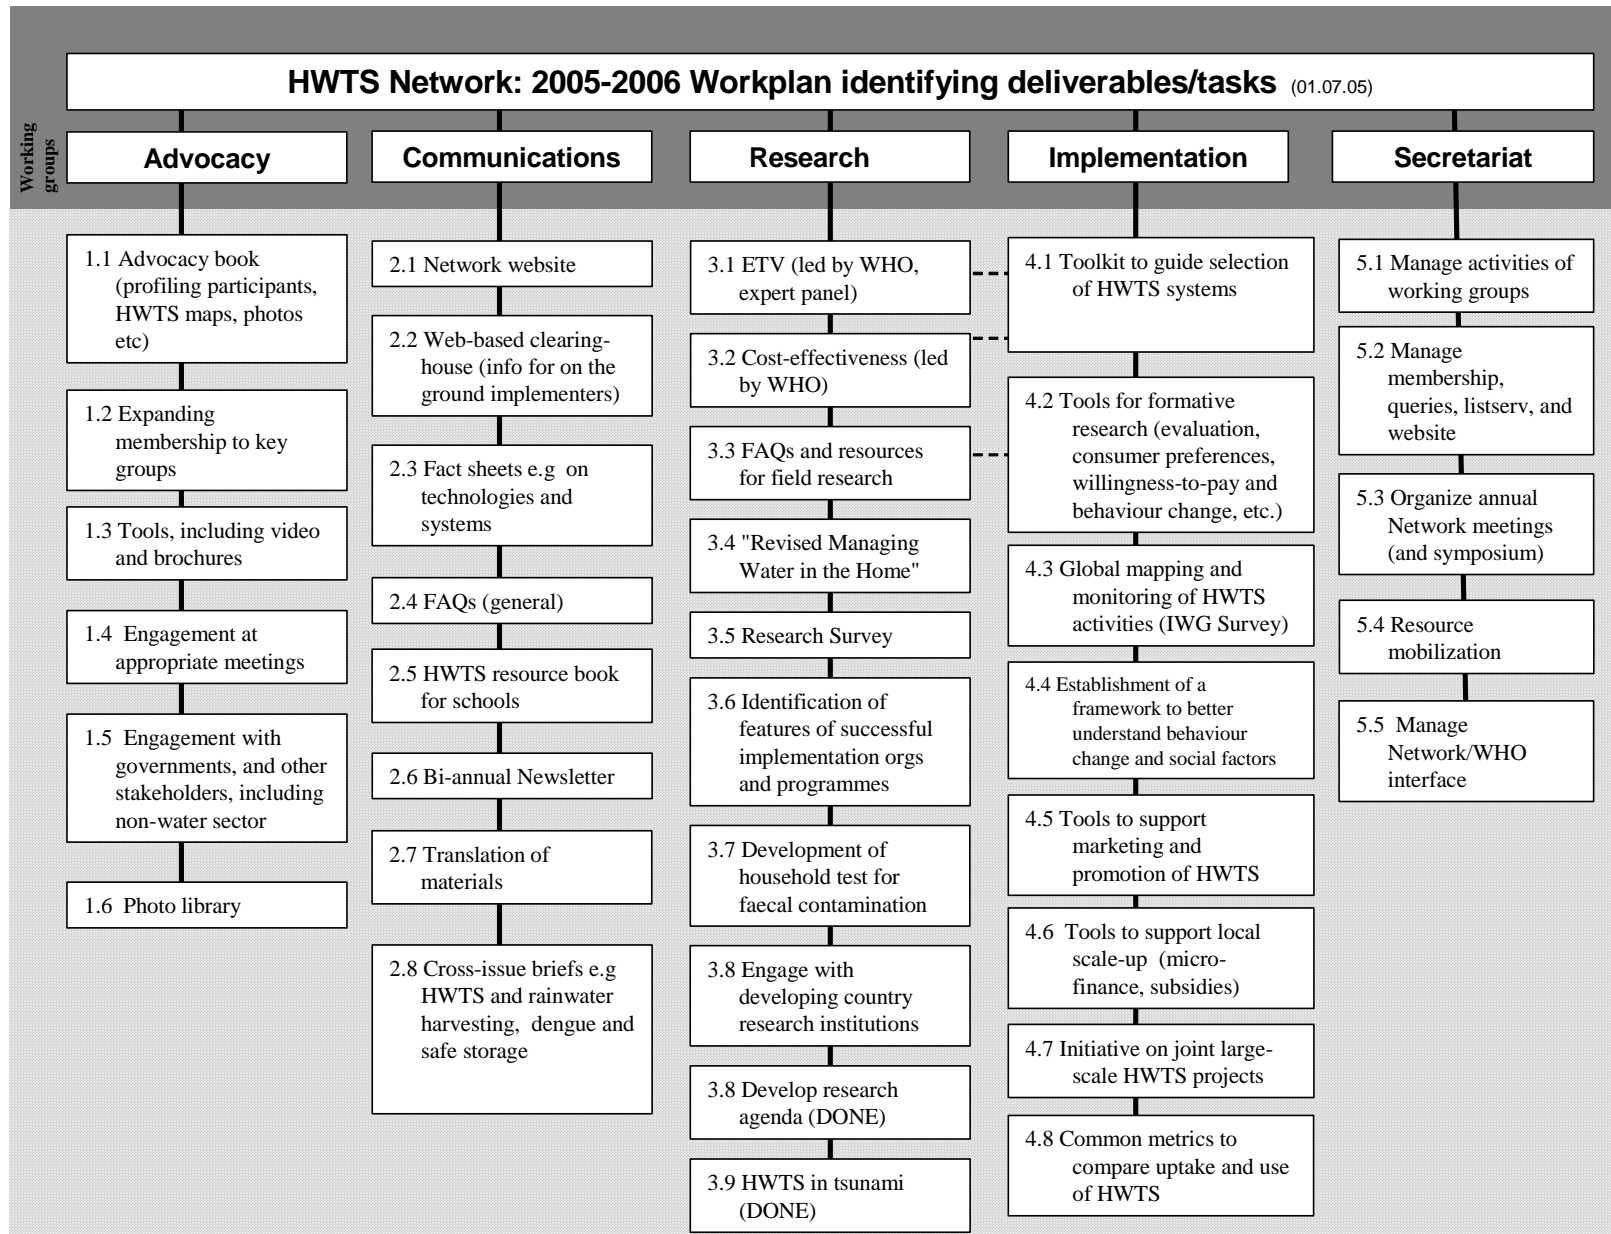 HWTS Network: 2005-2006 Workplan identifying deliverables/tasks (01.07.05)
Working
groups
Advocacy
Communications
Research
Implementation
Secretariat
1.1 Advocacy book
(profiling participants,
HWTS maps, photos
etc)
1.2 Expanding
membership to key
groups
1.3 Tools, including video
and brochures
1.4 Engagement at
appropriate meetings
1.5 Engagement with
governments, and other
stakeholders, including
non-water sector
1.6 Photo library
2.1 Network website
2.2 Web-based clearing-
house (info for on the
ground implementers)
2.3 Fact sheets e.g on
technologies and
systems
2.4 FAQs (general)
2.5 HWTS resource book
for schools
2.6 Bi-annual Newsletter
2.7 Translation of
materials
2.8 Cross-issue briefs e.g
HWTS and rainwater
harvesting, dengue and
safe storage
3.1 ETV (led by WHO,
expert panel)
3.2 Cost-effectiveness (led
by WHO)
3.3 FAQs and resources
for field research
3.4 "Revised Managing
Water in the Home"
3.5 Research Survey
3.6 Identification of
features of successful
implementation orgs
and programmes
3.7 Development of
household test for
faecal contamination
3.8 Engage with
developing country
research institutions
3.8 Develop research
agenda (DONE)
3.9 HWTS in tsunami
(DONE)
4.1 Toolkit to guide selection
of HWTS systems
4.2 Tools for formative
research (evaluation,
consumer preferences,
willingness-to-pay and
behaviour change, etc.)
4.3 Global mapping and
monitoring of HWTS
activities (IWG Survey)
4.4 Establishment of a
framework to better
understand behaviour
change and social factors
4.5 Tools to support
marketing and
promotion of HWTS
4.6 Tools to support local
scale-up (micro-
finance, subsidies)
4.7 Initiative on joint large-
scale HWTS projects
4.8 Common metrics to
compare uptake and use
of HWTS
5.1 Manage activities of
working groups
5.2 Manage
membership,
queries, listserv, and
website
5.3 Organize annual
Network meetings
(and symposium)
5.4 Resource
mobilization
5.5 Manage
Network/WHO
interface